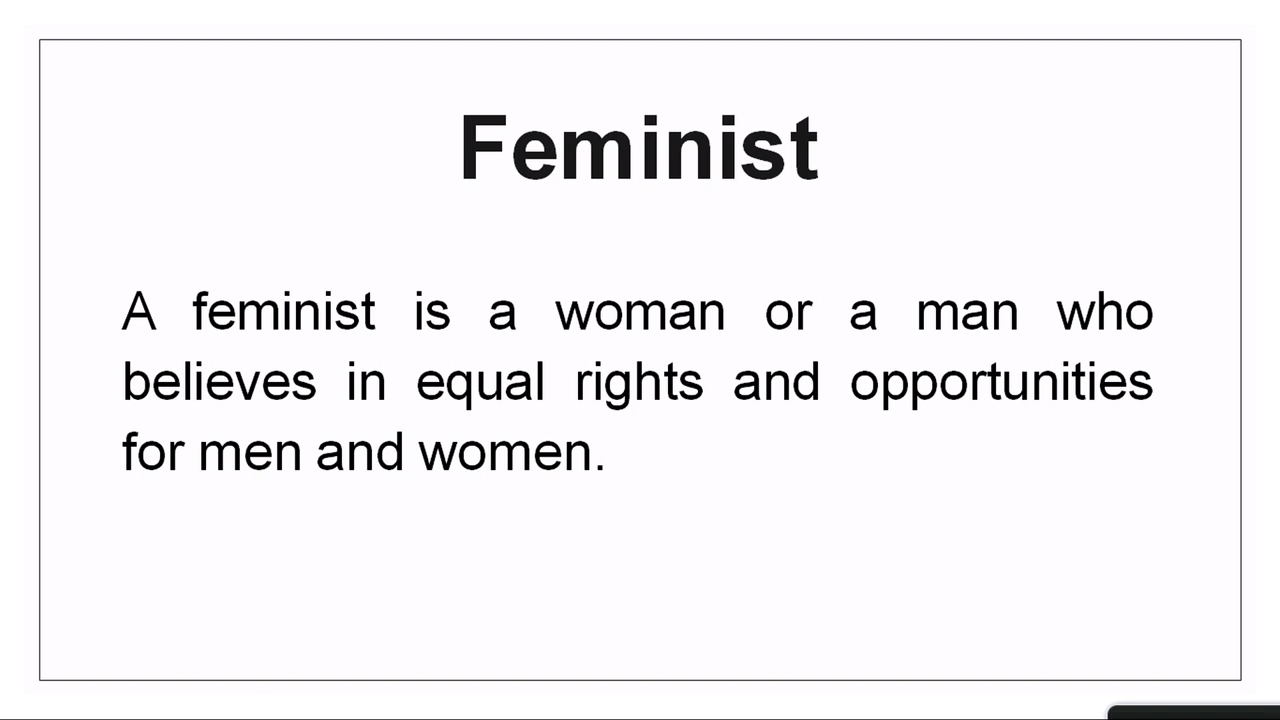 Feminist
A feminist is a woman or a man who
believes in equal rights and opportunities
for men and women.